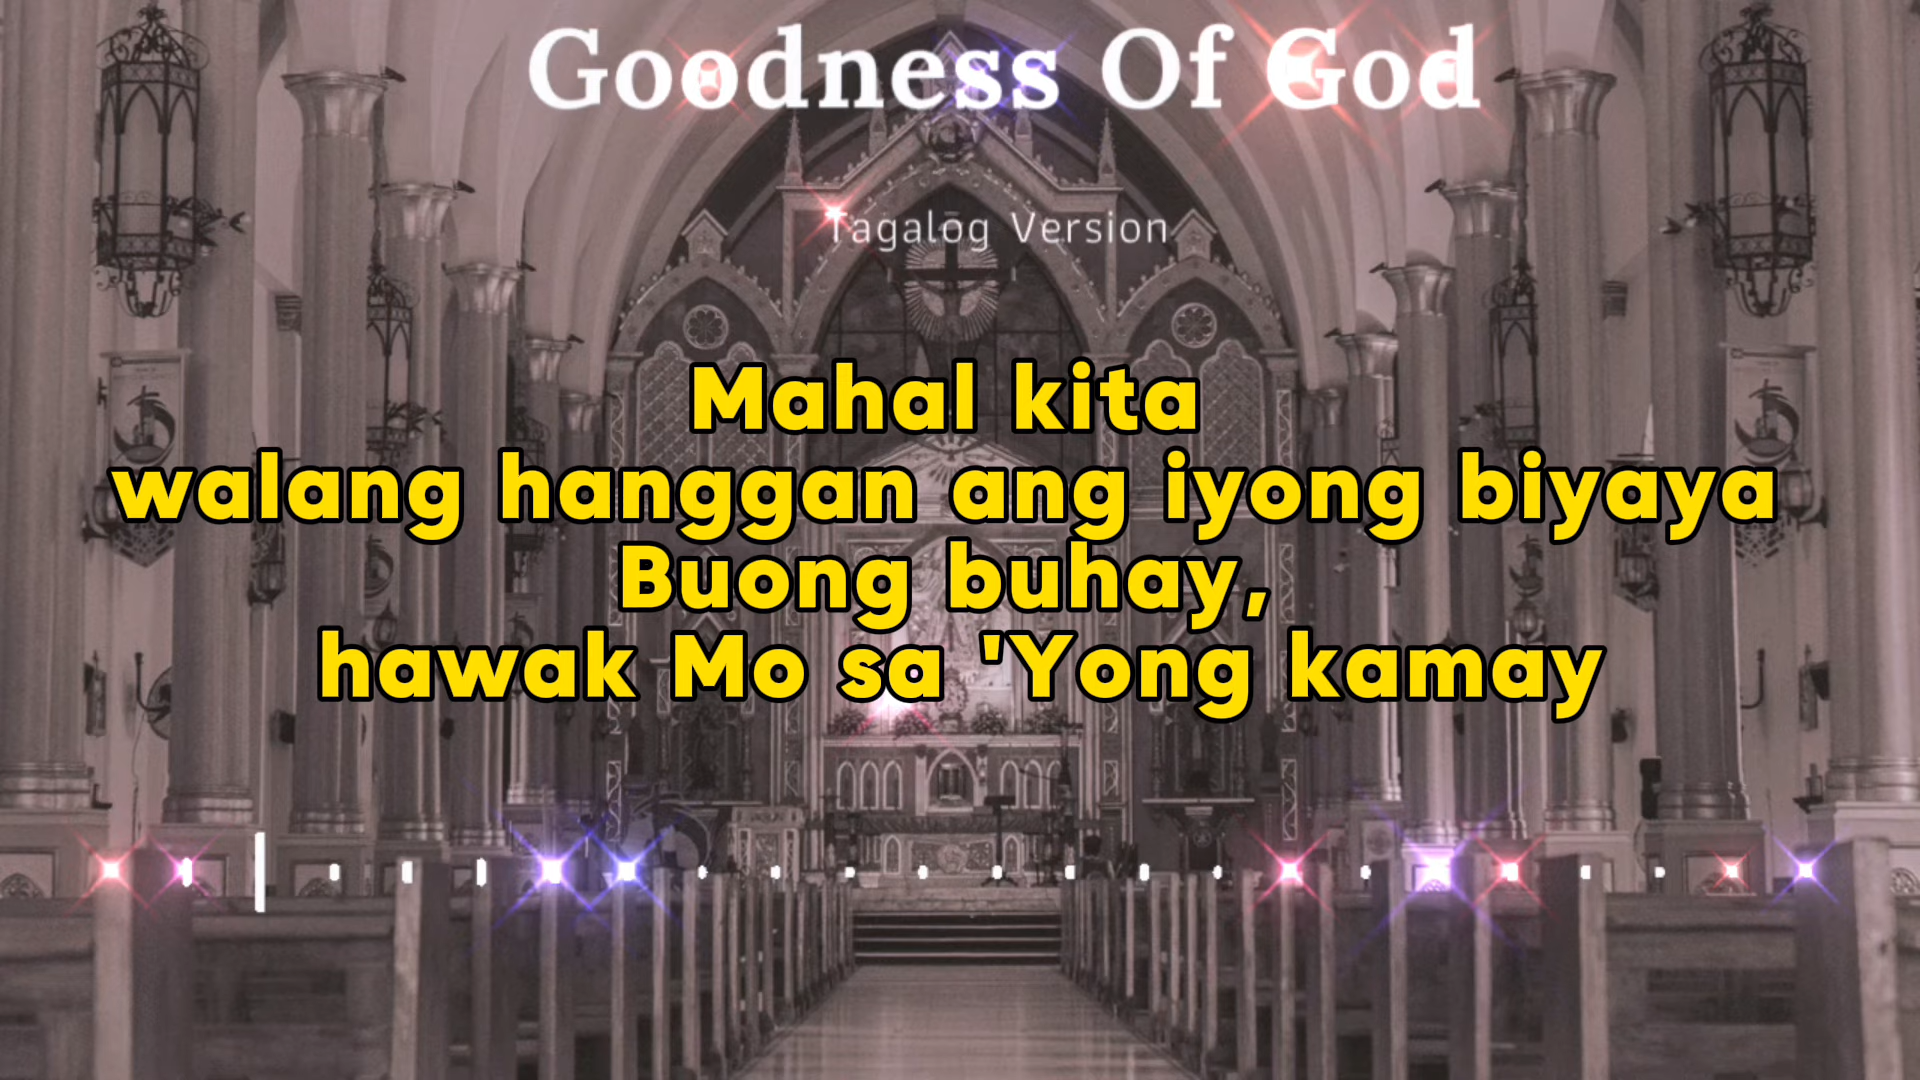 Goodness Of God
Tagalog Version
Mahal kita
walang hanggan ang iyong biyaya
Buong buhay,
hawak Mo sa 'Yong kamay